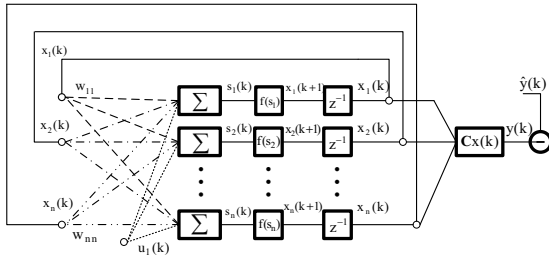 x₁(k)
w₁₁
Σ
s₁(k)
f(s₁)
x₁(k+1)
z⁻¹
x₁(k)
ŷ(k)
x₂(k)
Σ
s₂(k)
f(s₂)
x₂(k+1)
z⁻¹
x₂(k)
Cx(k)
y(k)
−
xₙ(k)
wₙₙ
u₁(k)
Σ
sₙ(k)
f(sₙ)
xₙ(k+1)
z⁻¹
xₙ(k)